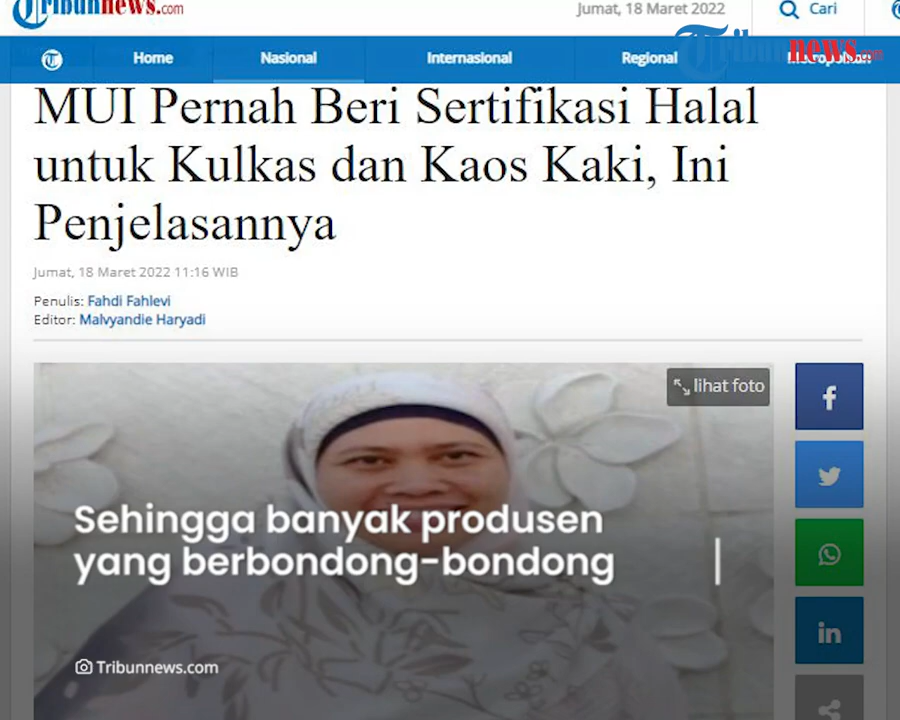 Tribunnews.com
Jumat, 18 Maret 2022
Cari
Home
Nasional
Internasional
Regional
Tribunnews.com
MUI Pernah Beri Sertifikasi Halal
untuk Kulkas dan Kaos Kaki, Ini
Penjelasannya
Jumat, 18 Maret 2022 11:16 WIB
Penulis: Fahdi Fahlevi
Editor: Malvyandie Haryadi
lihat foto
Sehingga banyak produsen
yang berbondong-bondong
Tribunnews.com